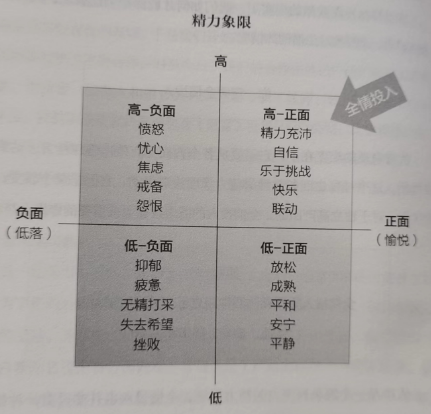 精力象限
高
全情投入
高-负面
愤怒
忧心
焦虑
戒备
怨恨
高-正面
精力充沛
自信
乐于挑战
快乐
联动
负面
（低落）
正面
（愉悦）
低-负面
抑郁
疲惫
无精打采
失去希望
挫败
低-正面
放松
成熟
平和
安宁
平静
低